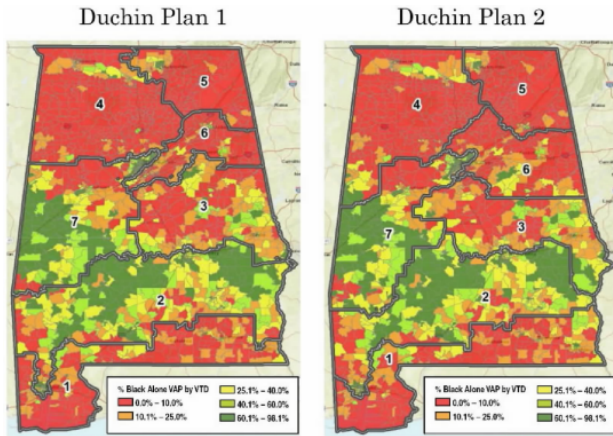 Duchin Plan 1
4
5
6
7
3
2
1
% Black Alone VAP by VTD
0.0% – 10.0%
10.1% – 25.0%
25.1% – 40.0%
40.1% – 60.0%
60.1% – 98.1%
Duchin Plan 2
4
5
6
7
3
2
1
% Black Alone VAP by VTD
0.0% – 10.0%
10.1% – 25.0%
25.1% – 40.0%
40.1% – 60.0%
60.1% – 98.1%